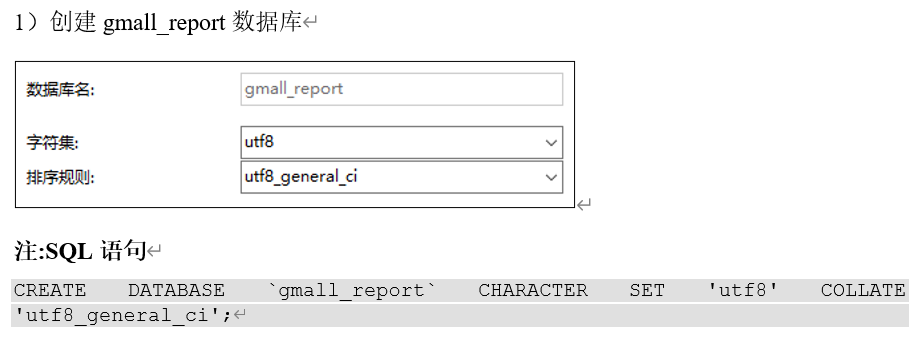 1）创建 gmall_report 数据库
数据库名: gmall_report
字符集: utf8
排序规则: utf8_general_ci
注:SQL 语句
CREATE DATABASE `gmall_report` CHARACTER SET 'utf8' COLLATE
'utf8_general_ci';